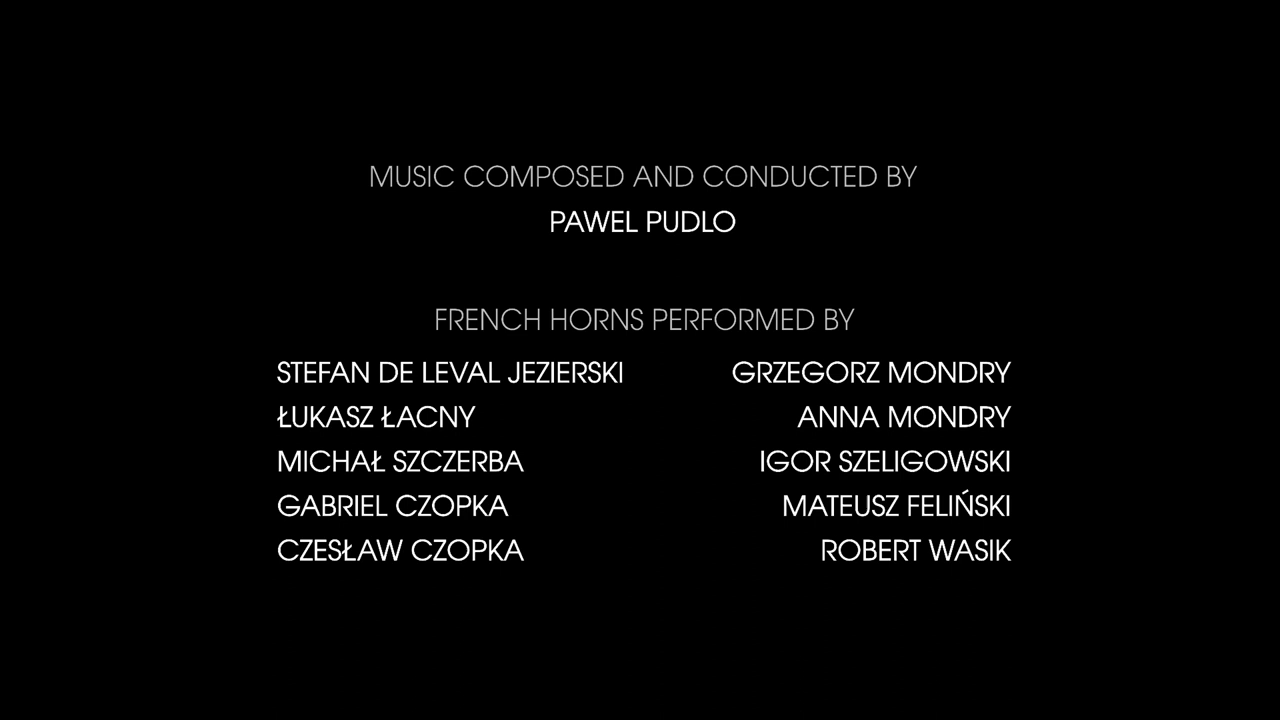 MUSIC COMPOSED AND CONDUCTED BY
PAWEL PUDLO
FRENCH HORNS PERFORMED BY
STEFAN DE LEVAL JEZIERSKI GRZEGORZ MONDRY
ŁUKASZ ŁACNY ANNA MONDRY
MICHAŁ SZCZERBA IGOR SZELIGOWSKI
GABRIEL CZOPKA MATEUSZ FELIŃSKI
CZESŁAW CZOPKA ROBERT WASIK